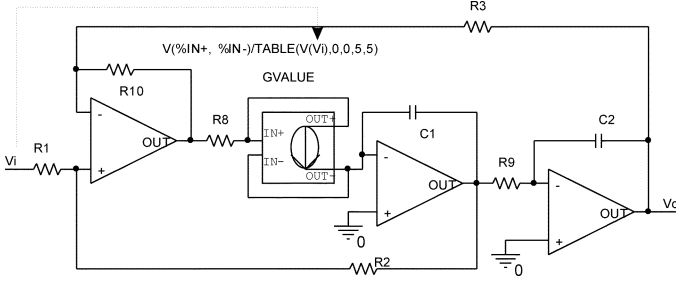 R3
V(%IN+, %IN-)/TABLE(V(Vi),0,0,5,5)
GVALUE
R10
-
+
OUT
R1
Vi
R8
IN+
IN-
OUT+
OUT-
C1
-
+
OUT
0
R2
R9
C2
-
+
OUT
0
Vo